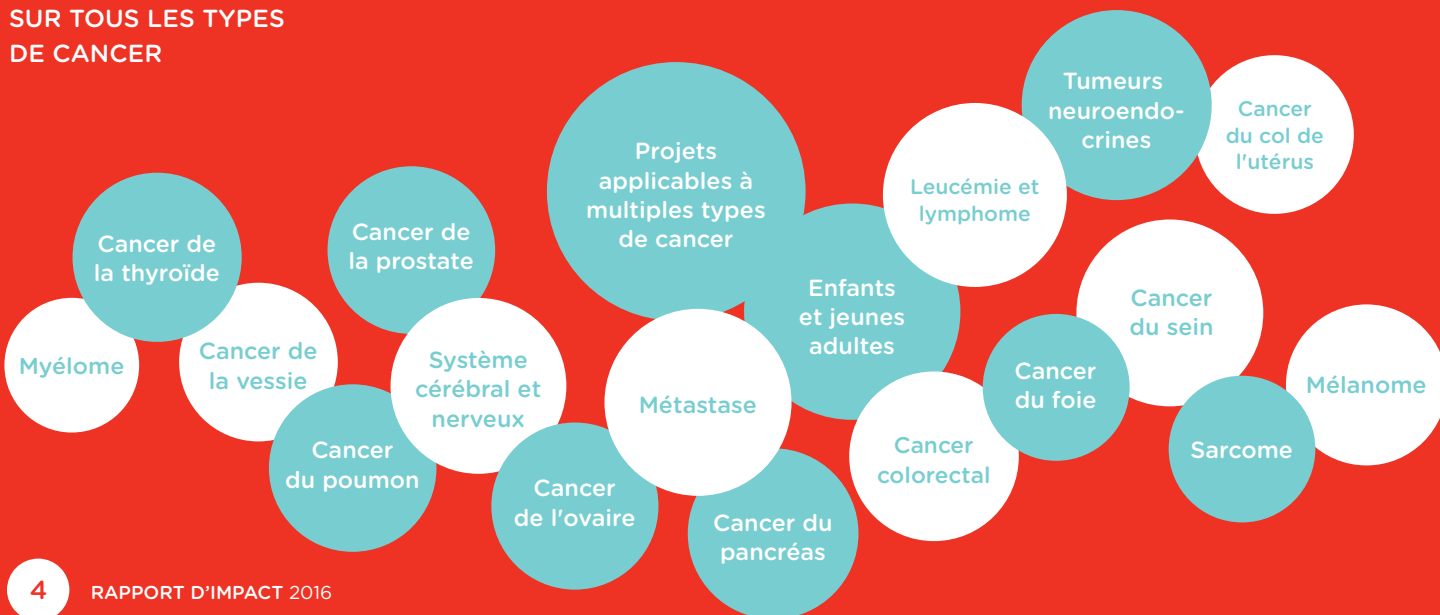 SUR TOUS LES TYPES
DE CANCER
Tumeurs
neuroendo-
crines
Cancer
du col de
l'utérus
Projets
applicables à
multiples types
de cancer
Leucémie et
lymphome
Cancer de
la thyroïde
Cancer de
la prostate
Enfants
et jeunes
adultes
Cancer
du sein
Myélome
Cancer de
la vessie
Système
cérébral et
nerveux
Métastase
Cancer
du foie
Mélanome
Cancer
du poumon
Cancer
de l'ovaire
Cancer du
pancréas
Cancer
colorectal
Sarcome
4 RAPPORT D'IMPACT 2016